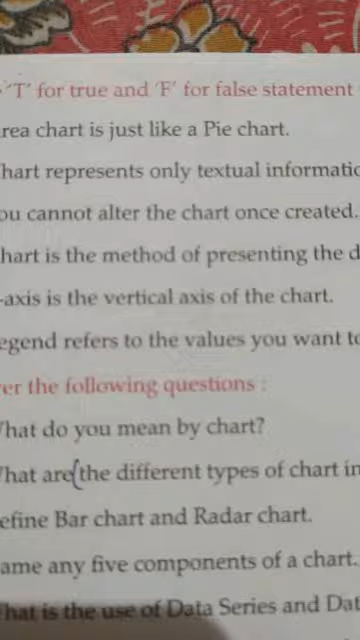 'T' for true and 'F' for false statement
rea chart is just like a Pie chart.
hart represents only textual informatio
ou cannot alter the chart once created.
hart is the method of presenting the d
-axis is the vertical axis of the chart.
egend refers to the values you want to
er the following questions :
hat do you mean by chart?
hat are the different types of chart in
efine Bar chart and Radar chart.
ame any five components of a chart.
hat is the use of Data Series and Dat